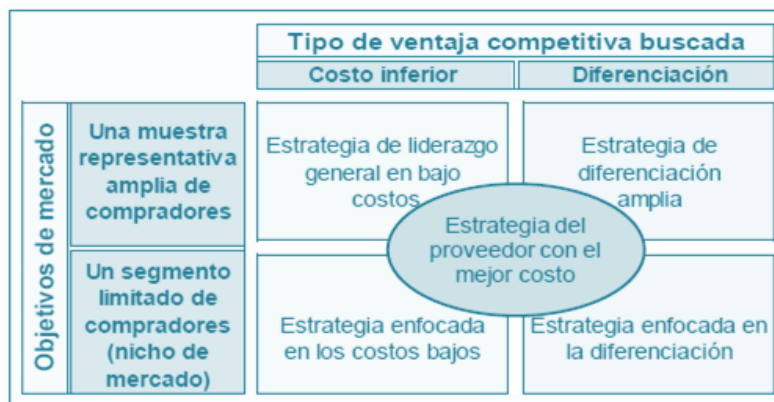 Tipo de ventaja competitiva buscada
Costo inferior
Diferenciación
Objetivos de mercado
Una muestra
representativa
amplia de
compradores
Estrategia de liderazgo
general en bajo
costos
Estrategia de
diferenciación
amplia
Estrategia del
proveedor con el
mejor costo
Un segmento
limitado de
compradores
(nicho de
mercado)
Estrategia enfocada
en los costos bajos
Estrategia enfocada en
la diferenciación